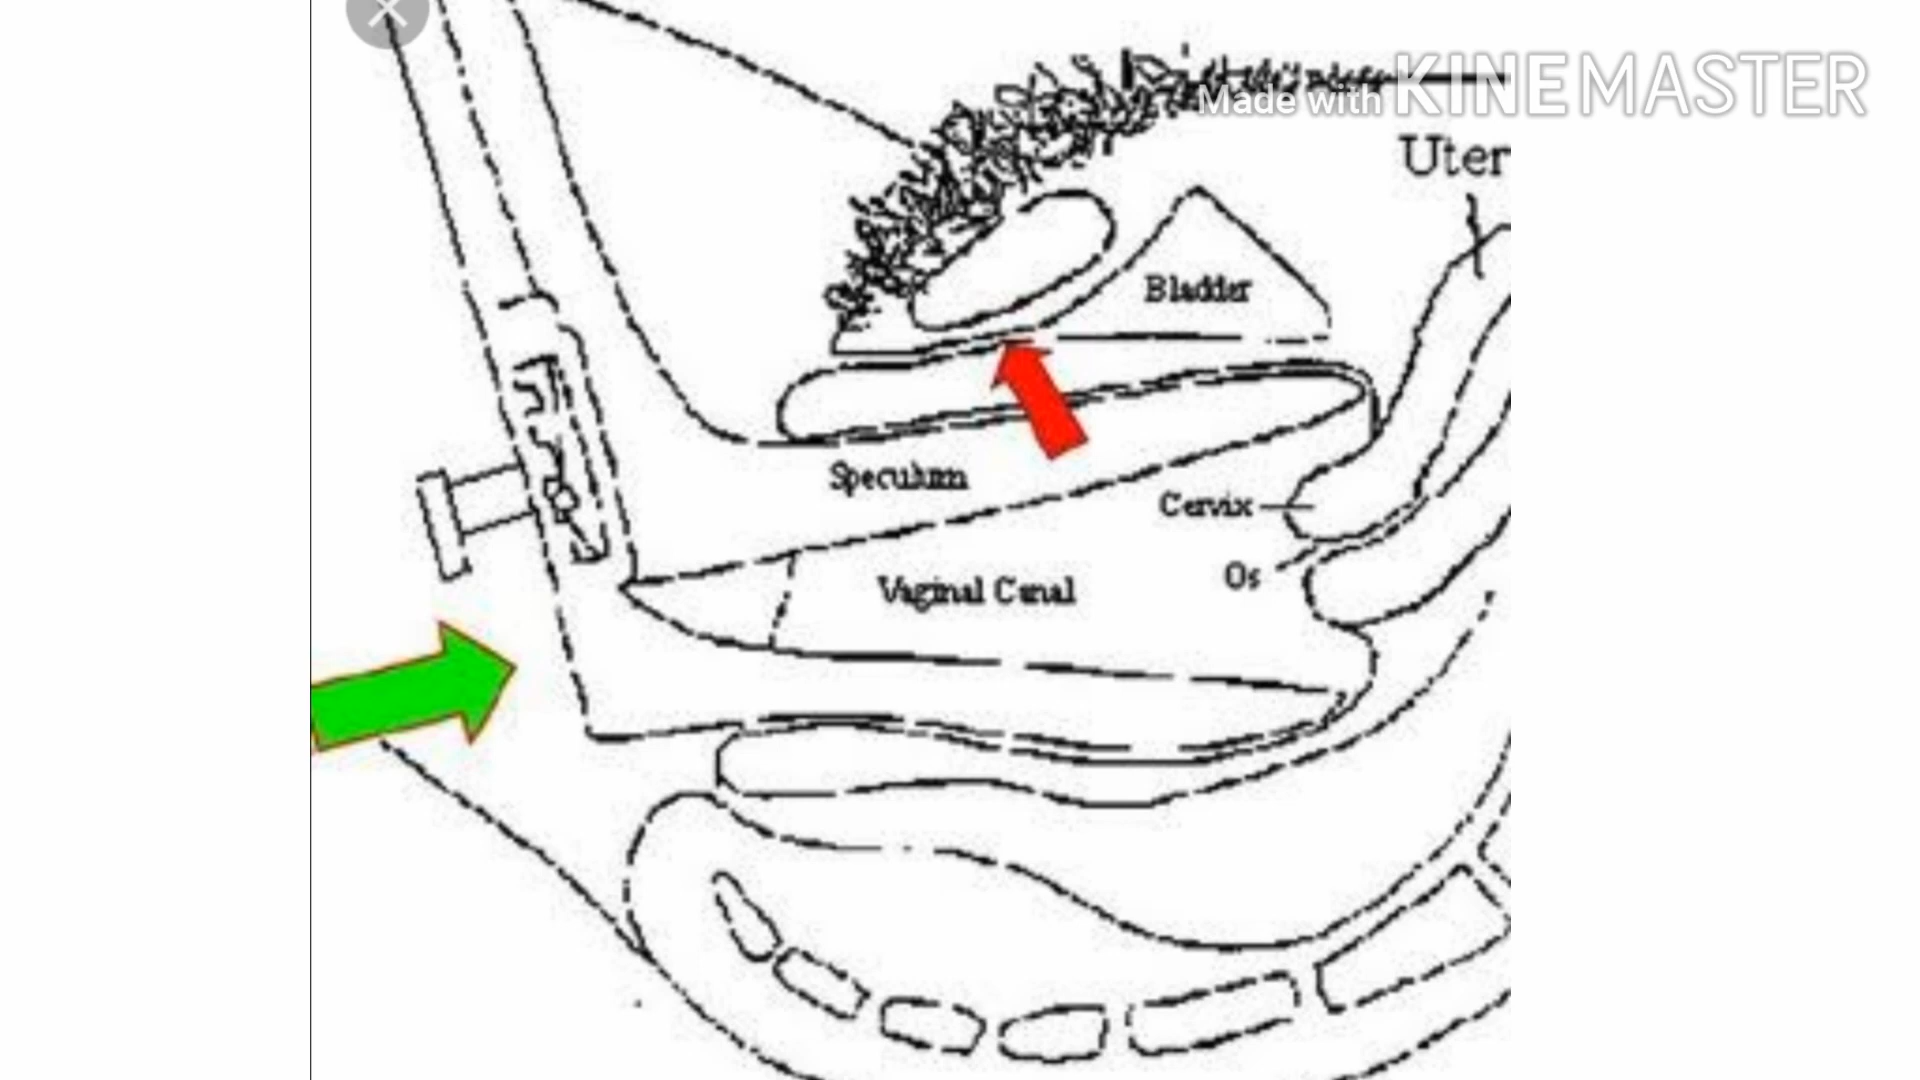 Made with KINEMASTER
Uter
Bladder
Speculum
Cervix
Os
Vaginal Canal